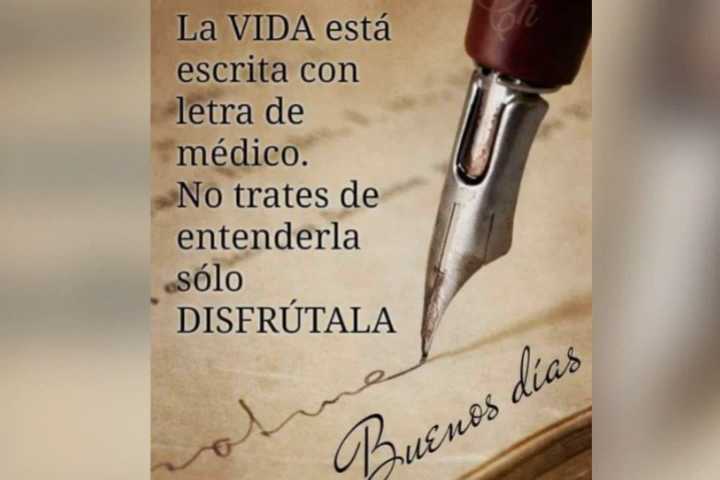 La VIDA está
escrita con
letra de
médico.
No trates de
entenderla
sólo
DISFRÚTALA
Buenos días